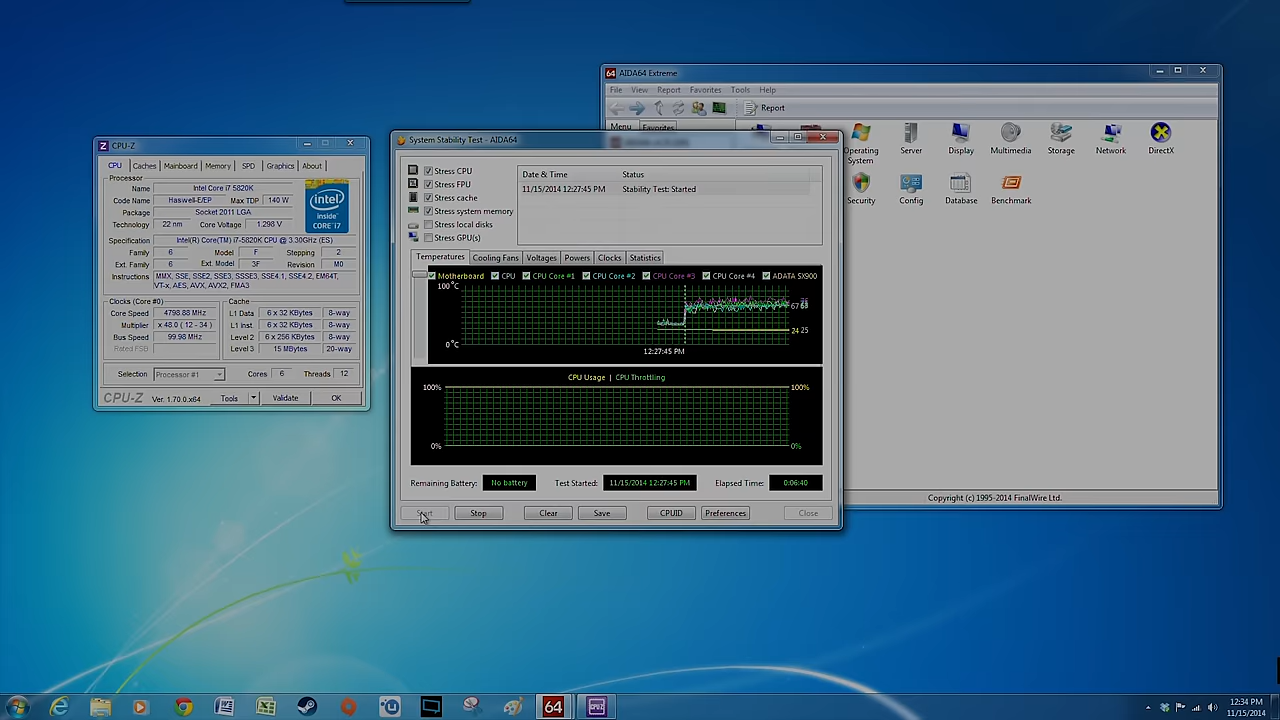 CPU-Z
CPU Caches Mainboard Memory SPD Graphics About
Processor
Name Intel Core i7 5820K
Code Name Haswell-E/EP Max TDP 140 W
Package Socket 2011 LGA
Technology 22 nm Core Voltage 1.298 V
intel inside™ CORE i7
Specification Intel(R) Core(TM) i7-5820K CPU @ 3.30GHz (ES)
Family 6 Model F Stepping 2
Ext. Family 6 Ext. Model 3F Revision M0
Instructions MMX, SSE, SSE2, SSE3, SSSE3, SSE4.1, SSE4.2, EM64T,
VT-x, AES, AVX, AVX2, FMA3
Clocks (Core #0) Cache
Core Speed 4798.88 MHz L1 Data 6 x 32 KBytes 8-way
Multiplier x 48.0 ( 12 - 34 ) L1 Inst. 6 x 32 KBytes 8-way
Bus Speed 99.98 MHz Level 2 6 x 256 KBytes 8-way
Rated FSB Level 3 15 MBytes 20-way
Selection Processor #1 Cores 6 Threads 12
CPU-Z Ver. 1.70.0.x64 Tools Validate OK
System Stability Test - AIDA64
Stress CPU
Stress FPU
Stress cache
Stress system memory
Stress local disks
Stress GPU(s)
Date & Time Status
11/15/2014 12:27:45 PM Stability Test: Started
Temperatures Cooling Fans Voltages Powers Clocks Statistics
Motherboard CPU CPU Core #1 CPU Core #2 CPU Core #3 CPU Core #4 ADATA SX900
100°C
24 25
0°C
12:27:45 PM
CPU Usage | CPU Throttling
100% 100%
0% 0%
Remaining Battery: No battery Test Started: 11/15/2014 12:27:45 PM Elapsed Time: 0:06:40
Start Stop Clear Save CPUID Preferences Close
64 AIDA64 Extreme
File View Report Favorites Tools Help
Report
Menu Favorites
Operating System
Server
Display
Multimedia
Storage
Network
DirectX
Security
Config
Database
Benchmark
Copyright (c) 1995-2014 FinalWire Ltd.
64
12:34 PM
11/15/2014